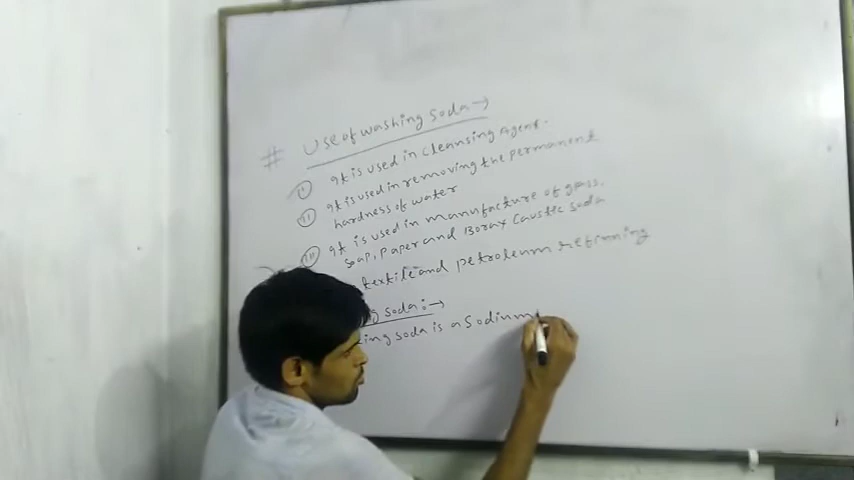 # Use of washing soda →
(i) It is used in cleansing Agent.
(ii) It is used in removing the permanent
hardness of water
(iii) It is used in manufacture of glass,
soap, paper and Borax Caustic soda
textile and petroleum refinning
g soda :→
ing soda is a Sodium